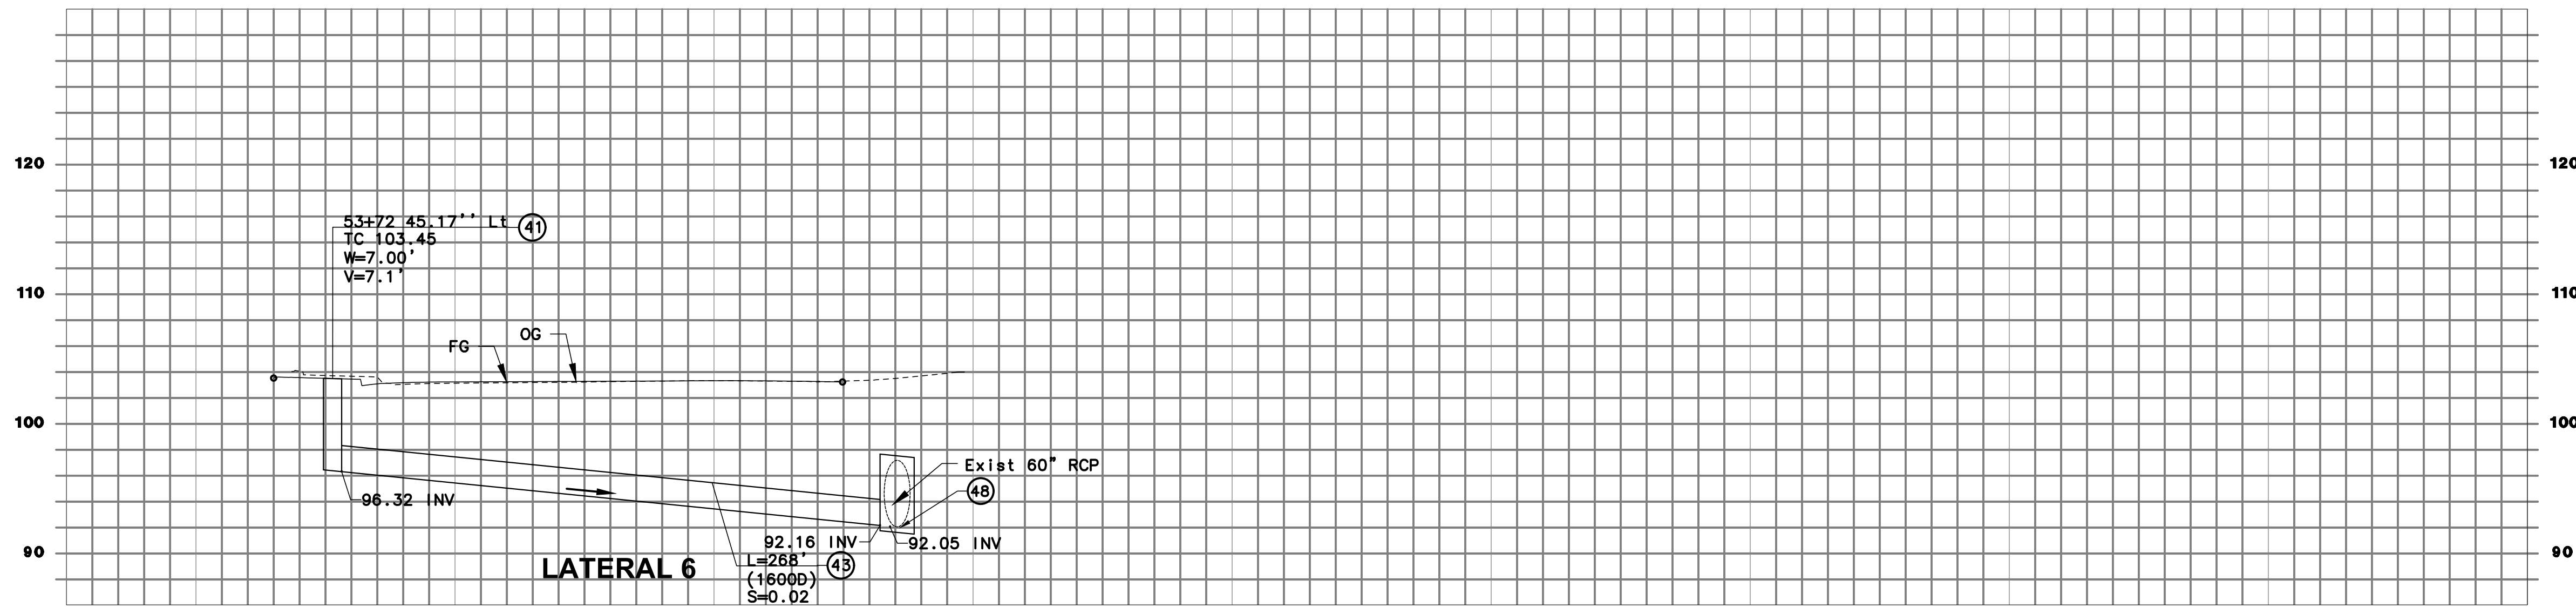 120
120
53+72 45.17'' Lt
41
TC 103.45
W=7.00'
V=7.1'
110
110
OG
FG
100
100
Exist 60" RCP
48
96.32 INV
92.16 INV
92.05 INV
90
90
LATERAL 6
L=268'
43
(1600D)
S=0.02